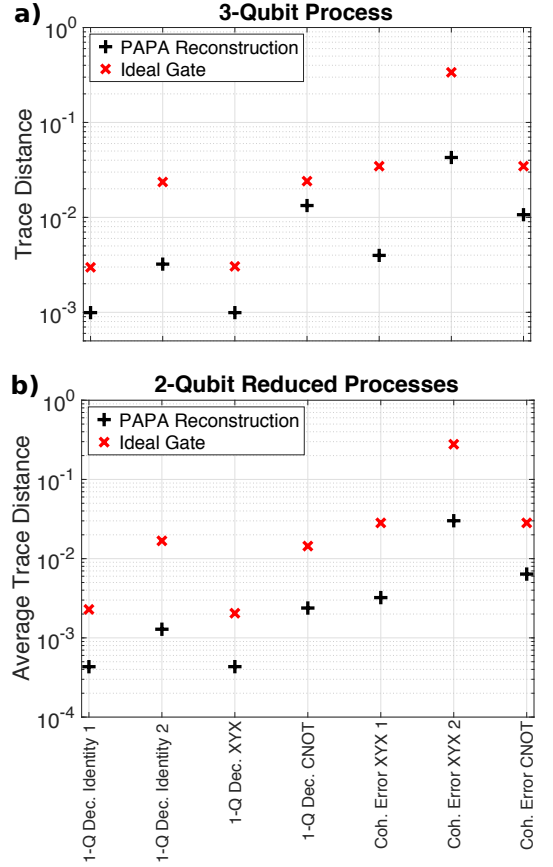 a)
3-Qubit Process
PAPA Reconstruction
Ideal Gate
Trace Distance
10^0
10^-1
10^-2
10^-3
b)
2-Qubit Reduced Processes
PAPA Reconstruction
Ideal Gate
Average Trace Distance
10^0
10^-1
10^-2
10^-3
10^-4
1-Q Dec. Identity 1
1-Q Dec. Identity 2
1-Q Dec. XYX
1-Q Dec. CNOT
Coh. Error XYX 1
Coh. Error XYX 2
Coh. Error CNOT